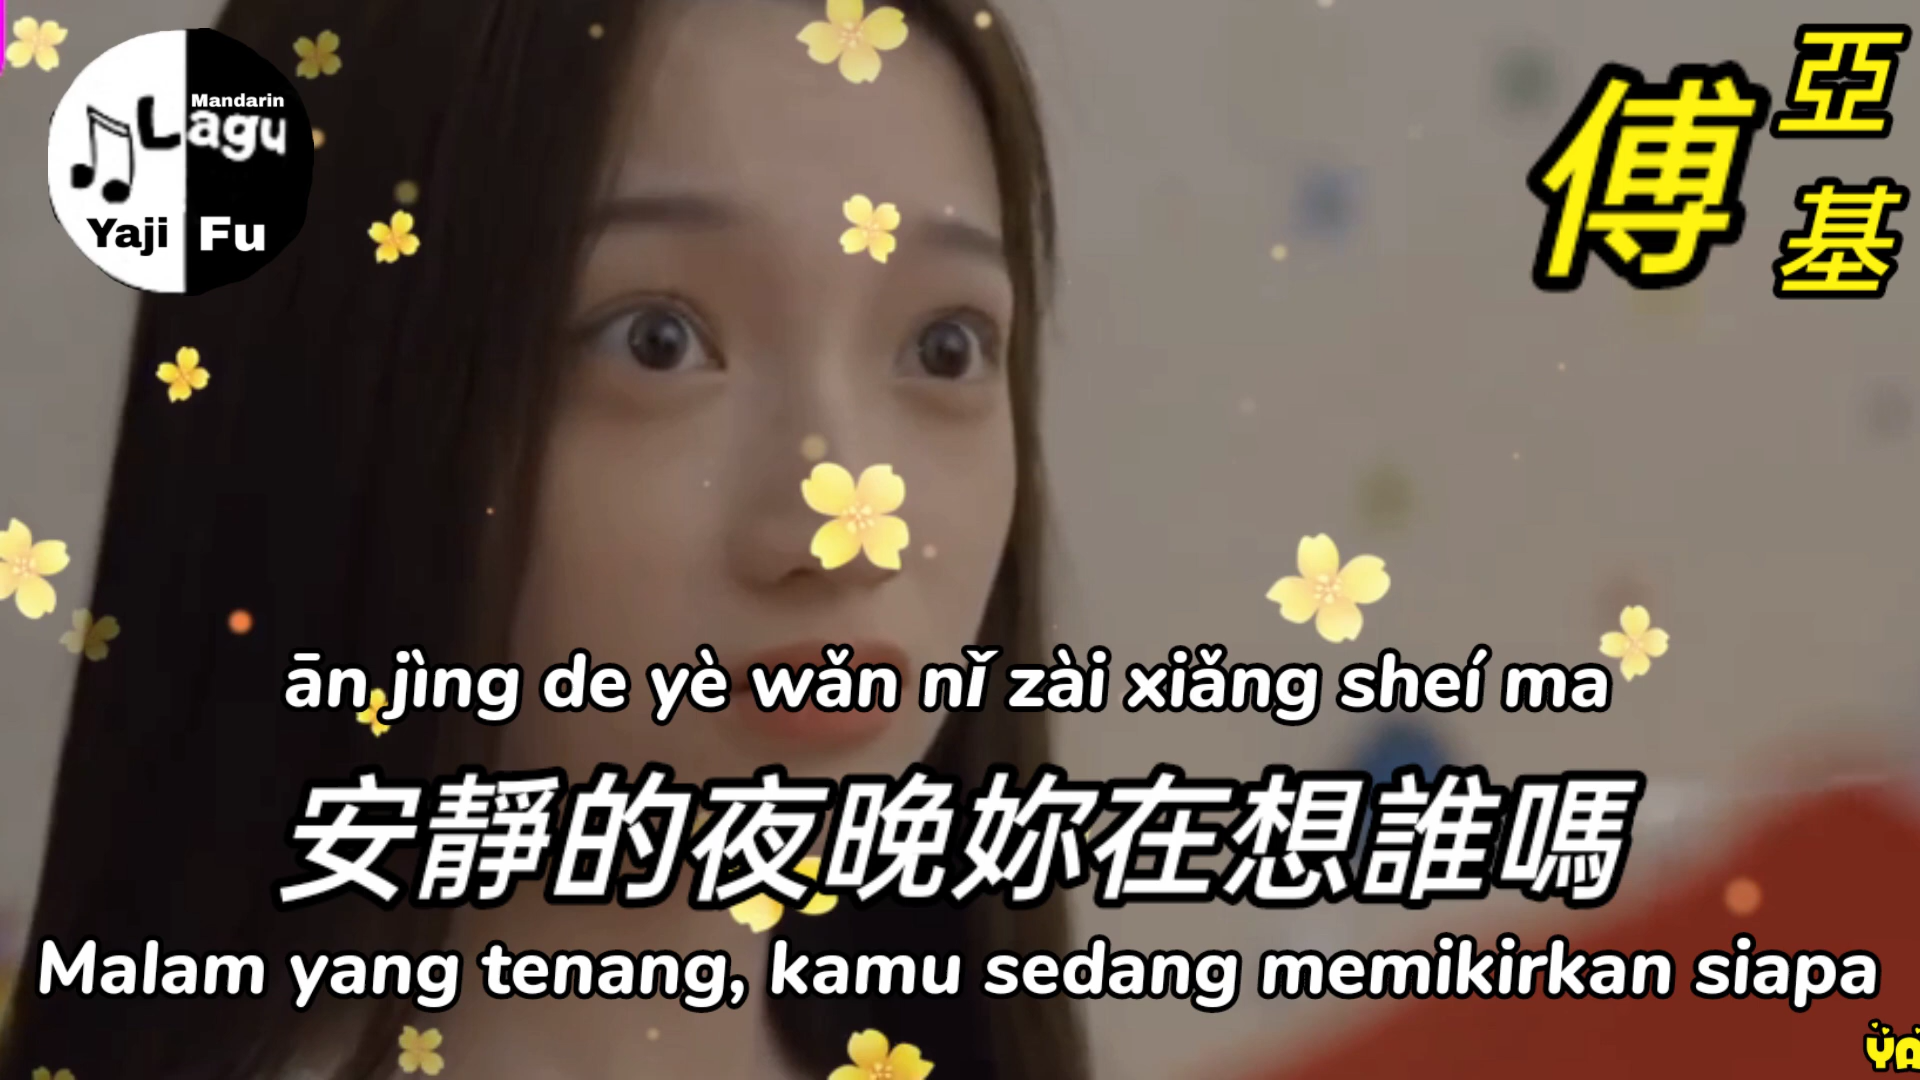 Mandarin
Lagu
Yaji Fu
傅亞基
ān jìng de yè wǎn nǐ zài xiǎng sheí ma
安靜的夜晚妳在想誰嗎
Malam yang tenang, kamu sedang memikirkan siapa
YA